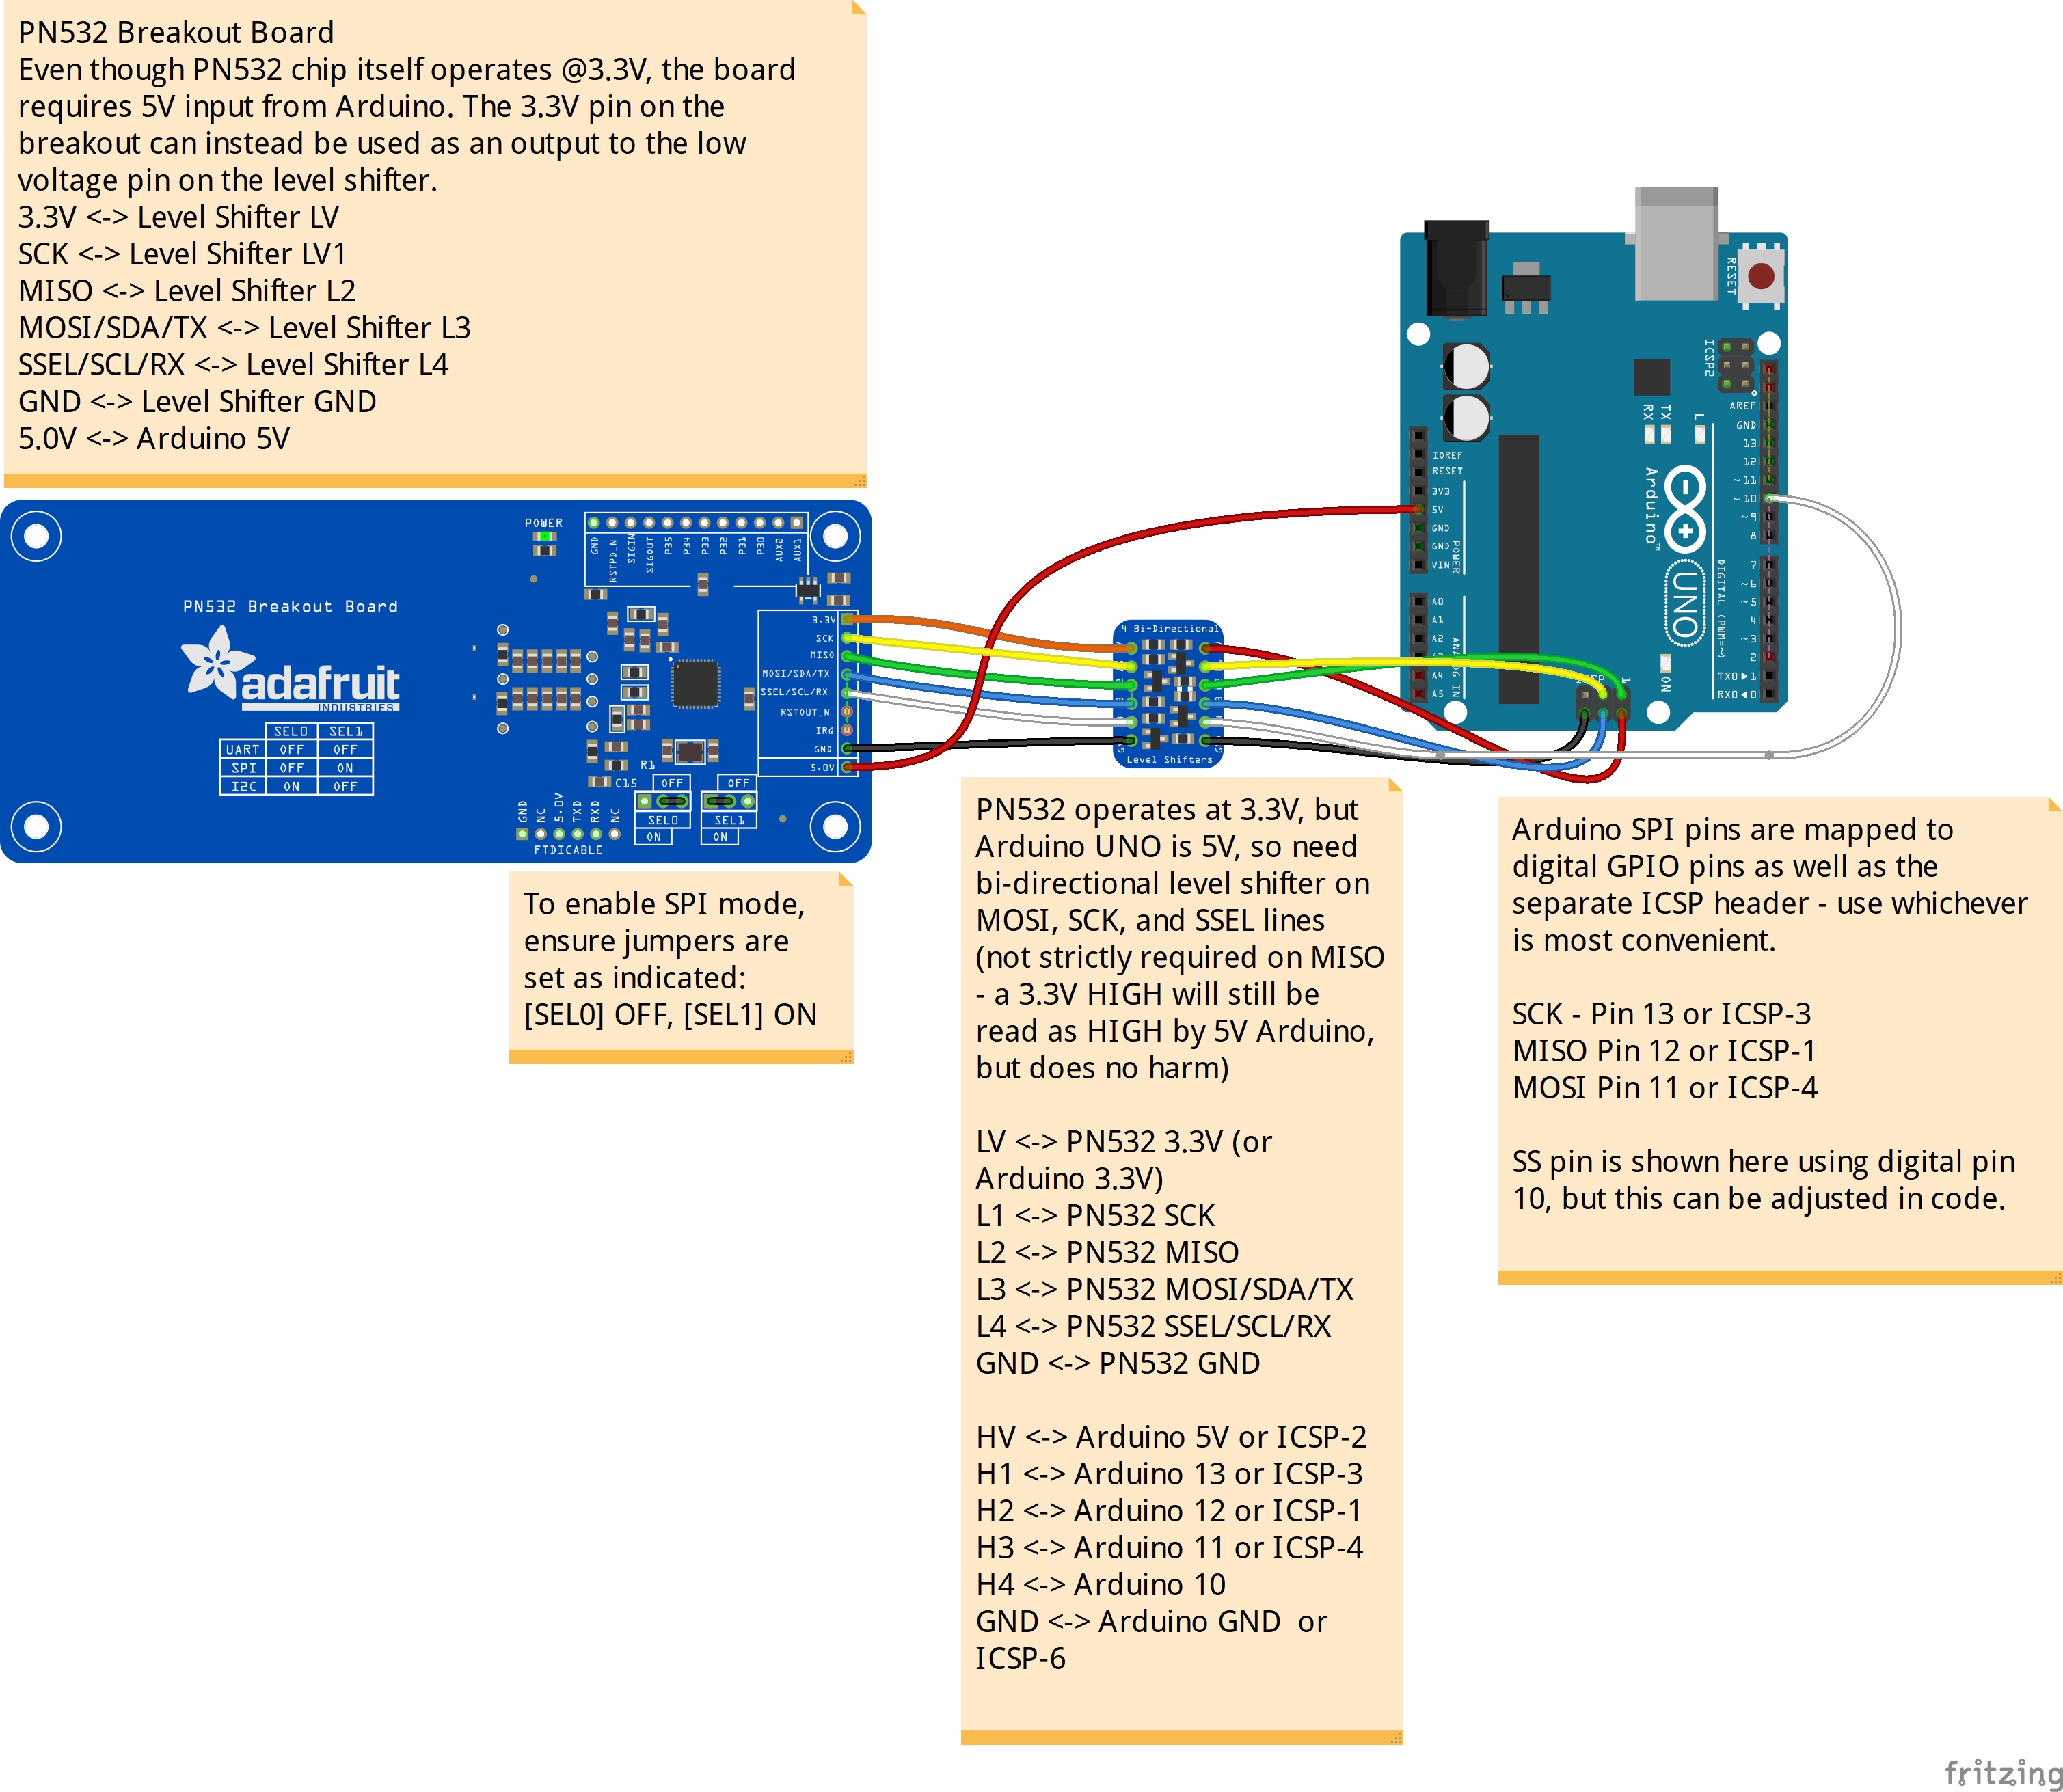 PN532 Breakout Board
Even though PN532 chip itself operates @3.3V, the board
requires 5V input from Arduino. The 3.3V pin on the
breakout can instead be used as an output to the low
voltage pin on the level shifter.
3.3V <-> Level Shifter LV
SCK <-> Level Shifter LV1
MISO <-> Level Shifter L2
MOSI/SDA/TX <-> Level Shifter L3
SSEL/SCL/RX <-> Level Shifter L4
GND <-> Level Shifter GND
5.0V <-> Arduino 5V
POWER
GND
RSTPD_N
SIGIN
SIGOUT
P35
P34
P33
P32
P31
P30
AUX2
AUX1
PN532 Breakout Board
adafruit
INDUSTRIES
SEL0 SEL1
UART OFF OFF
SPI OFF ON
I2C ON OFF
3.3V
SCK
MISO
MOSI/SDA/TX
SSEL/SCL/RX
RSTOUT_N
IRQ
GND
5.0V
R1
C15
OFF
OFF
SEL0
SEL1
ON
ON
GND
NC
5.0V
TXD
RXD
NC
FTDICABLE
To enable SPI mode,
ensure jumpers are
set as indicated:
[SEL0] OFF, [SEL1] ON
4 Bi-Directional
Level Shifters
RESET
ICSP2
IOREF
RESET
3V3
5V
GND
GND
VIN
POWER
A0
A1
A2
A4
A5
ANALOG IN
AREF
GND
13
12
~11
~10
~9
8
7
~6
~5
4
~3
2
TX0▶1
RX0◀0
DIGITAL (PWM=~)
RX
TX
L
Arduino™
UNO
ON
1
PN532 operates at 3.3V, but
Arduino UNO is 5V, so need
bi-directional level shifter on
MOSI, SCK, and SSEL lines
(not strictly required on MISO
- a 3.3V HIGH will still be
read as HIGH by 5V Arduino,
but does no harm)
LV <-> PN532 3.3V (or
Arduino 3.3V)
L1 <-> PN532 SCK
L2 <-> PN532 MISO
L3 <-> PN532 MOSI/SDA/TX
L4 <-> PN532 SSEL/SCL/RX
GND <-> PN532 GND
HV <-> Arduino 5V or ICSP-2
H1 <-> Arduino 13 or ICSP-3
H2 <-> Arduino 12 or ICSP-1
H3 <-> Arduino 11 or ICSP-4
H4 <-> Arduino 10
GND <-> Arduino GND  or
ICSP-6
Arduino SPI pins are mapped to
digital GPIO pins as well as the
separate ICSP header - use whichever
is most convenient.
SCK - Pin 13 or ICSP-3
MISO Pin 12 or ICSP-1
MOSI Pin 11 or ICSP-4
SS pin is shown here using digital pin
10, but this can be adjusted in code.
fritzing